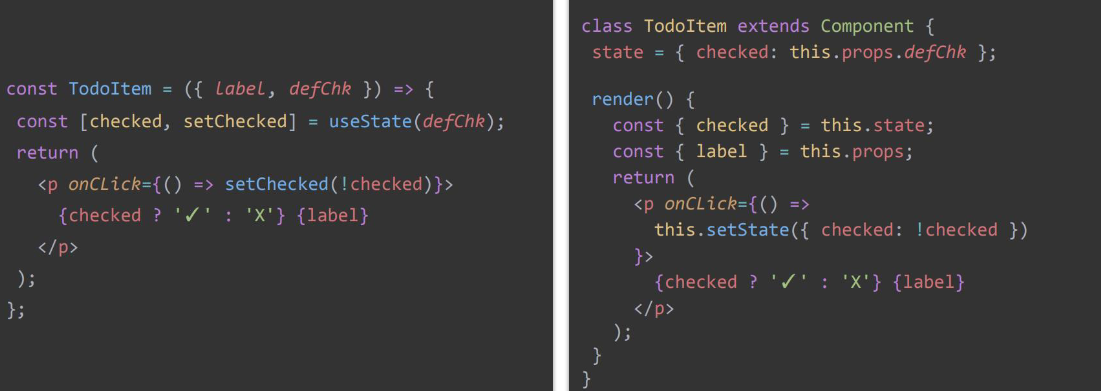 const TodoItem = ({ Label, defChk }) => {
const [checked, setChecked] = useState(defChk);
return (
<p onCLick={() => setChecked(!checked)}>
{checked ? '✓' : 'X'} {label}
</p>
);
};
class TodoItem extends Component {
state = { checked: this.props.defChk };
render() {
const { checked } = this.state;
const { label } = this.props;
return (
<p onCLick={() =>
this.setState({ checked: !checked })
}>
{checked ? '✓' : 'X'} {label}
</p>
);
}
}